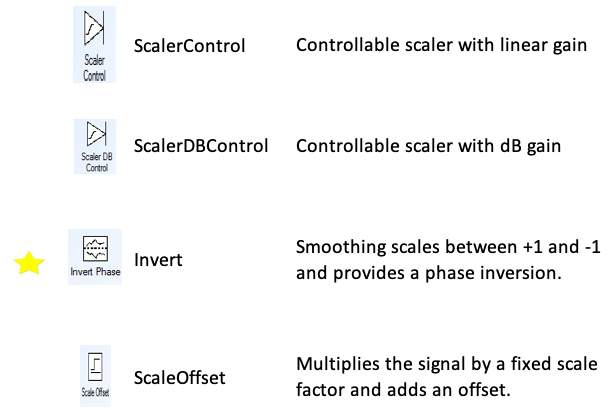 Scaler
Control
ScalerControl
Controllable scaler with linear gain
Scaler DB
Control
ScalerDBControl
Controllable scaler with dB gain
Invert Phase
Invert
Smoothing scales between +1 and -1
and provides a phase inversion.
Scale Offset
ScaleOffset
Multiplies the signal by a fixed scale
factor and adds an offset.